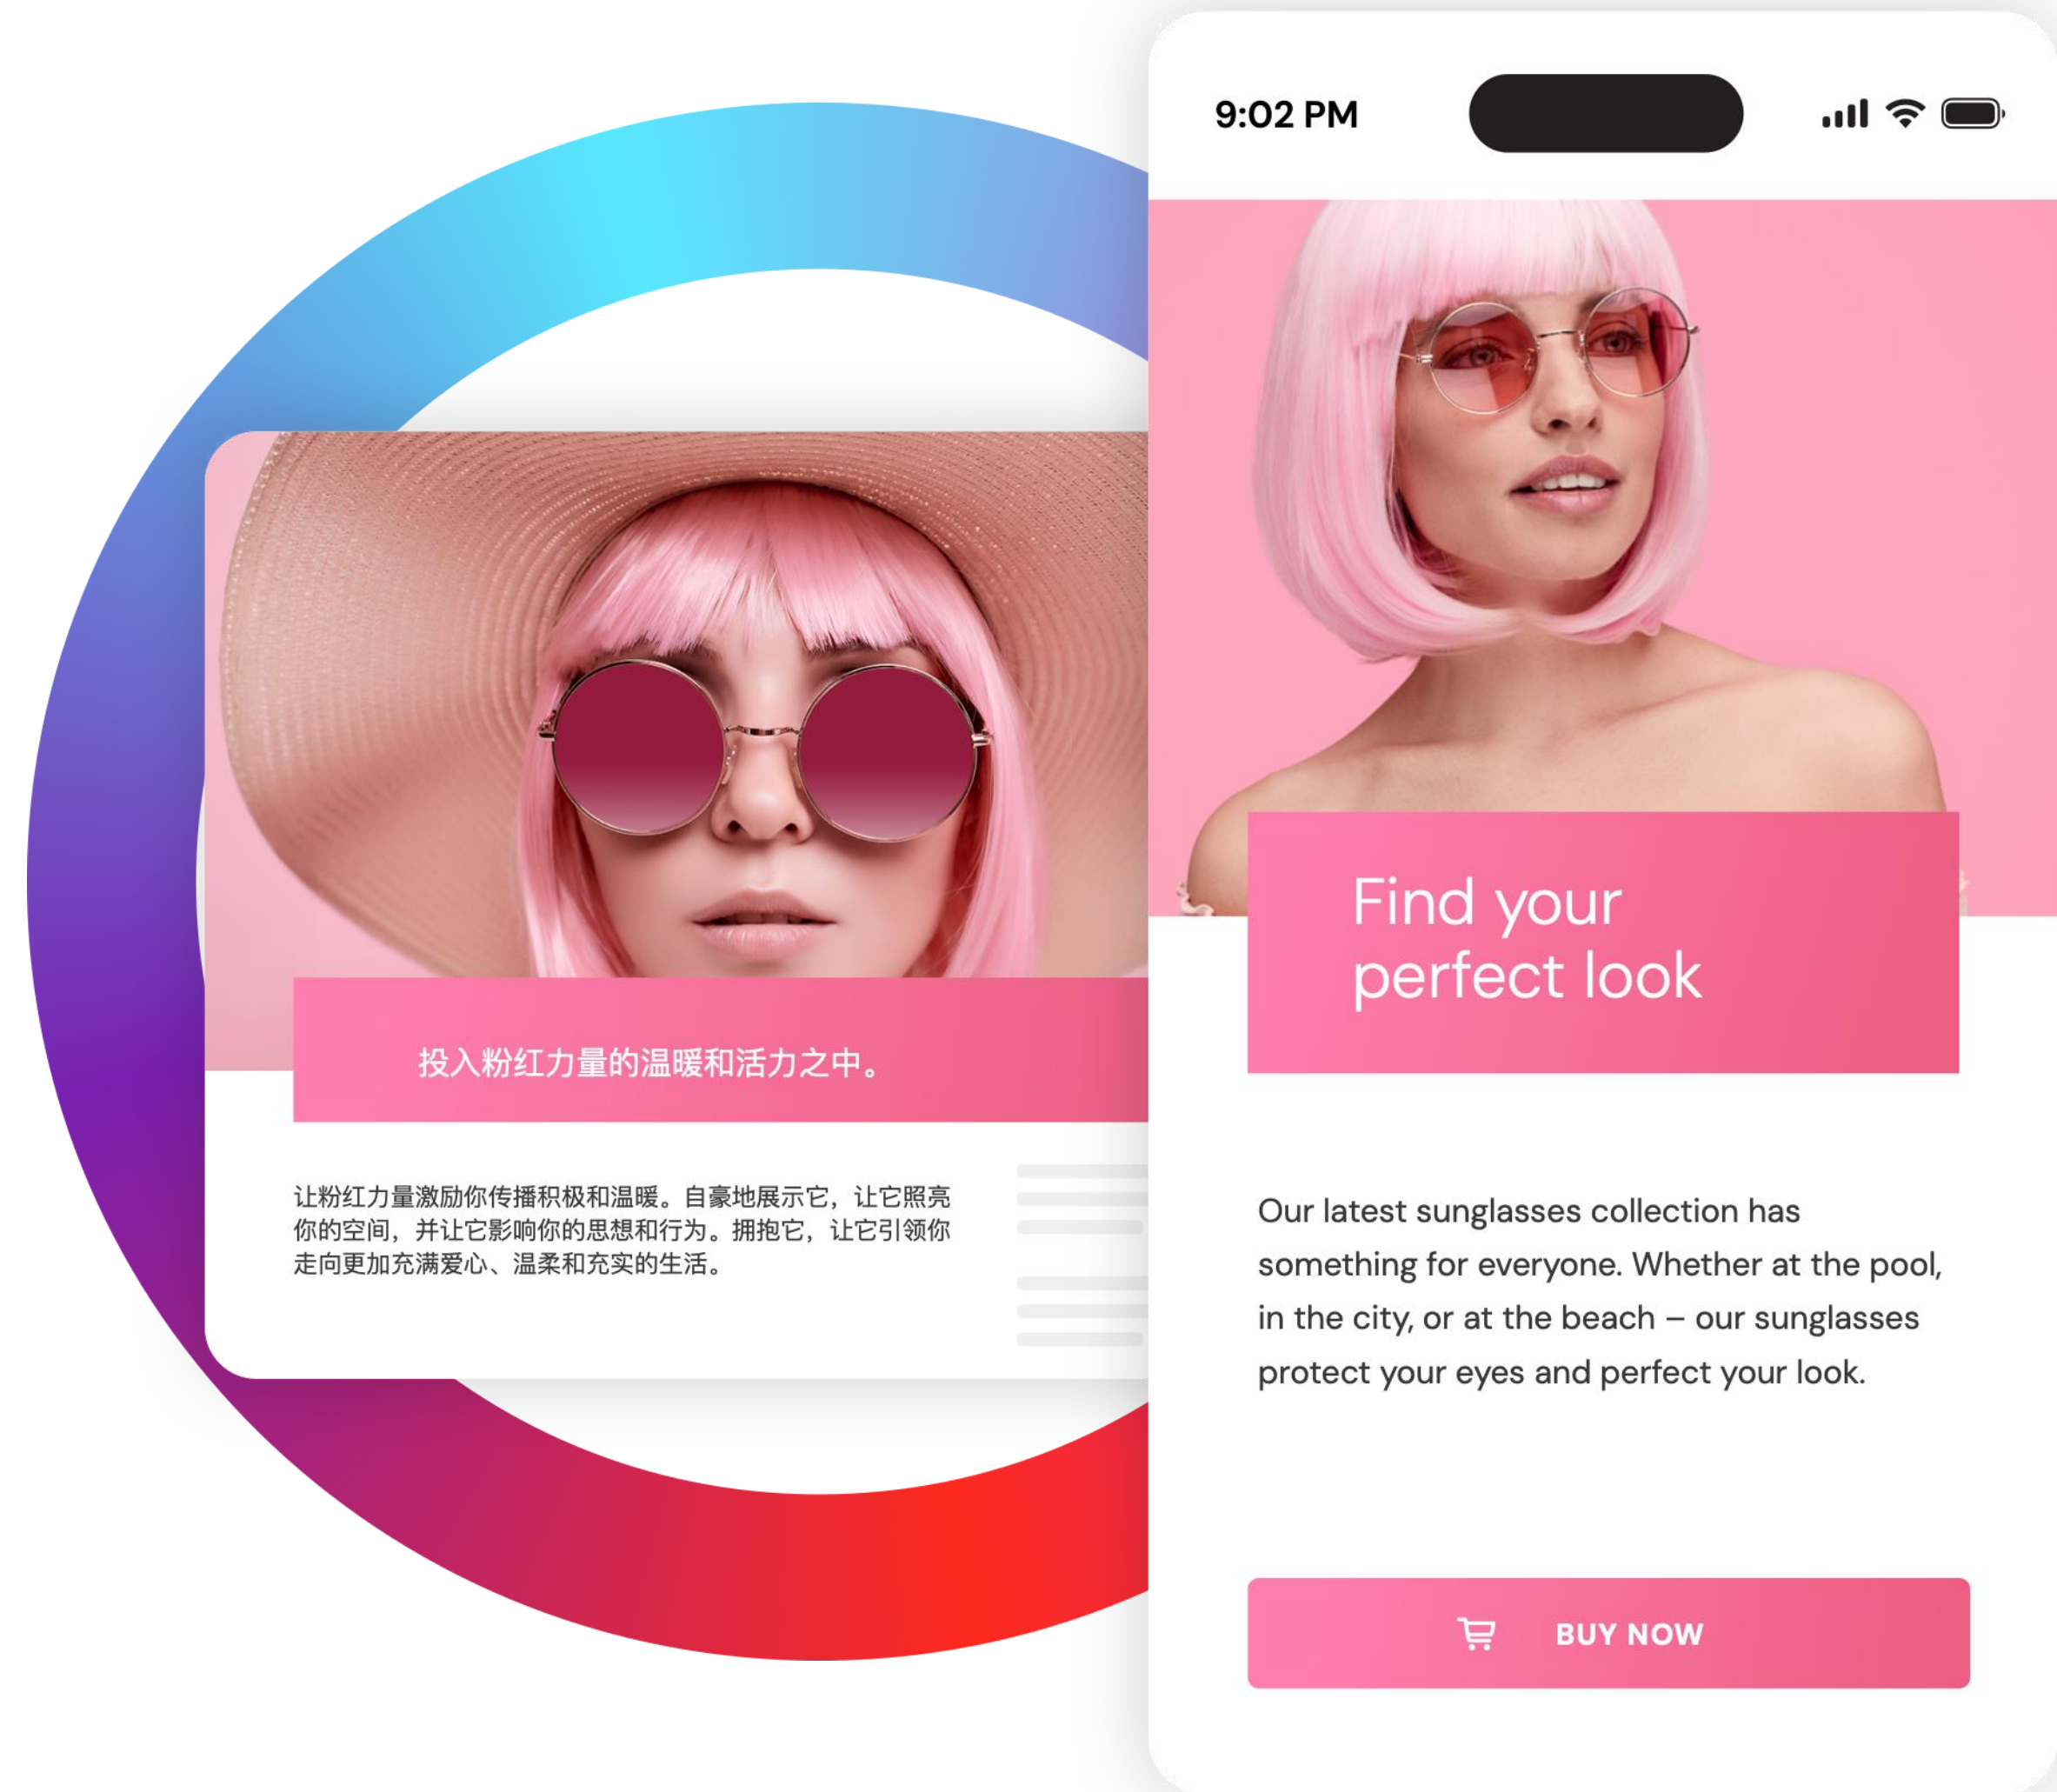 9:02 PM
投入粉红力量的温暖和活力之中。
让粉红力量激励你传播积极和温暖。自豪地展示它，让它照亮
你的空间，并让它影响你的思想和行为。拥抱它，让它引领你
走向更加充满爱心、温柔和充实的生活。
Find your
perfect look
Our latest sunglasses collection has
something for everyone. Whether at the pool,
in the city, or at the beach – our sunglasses
protect your eyes and perfect your look.
BUY NOW